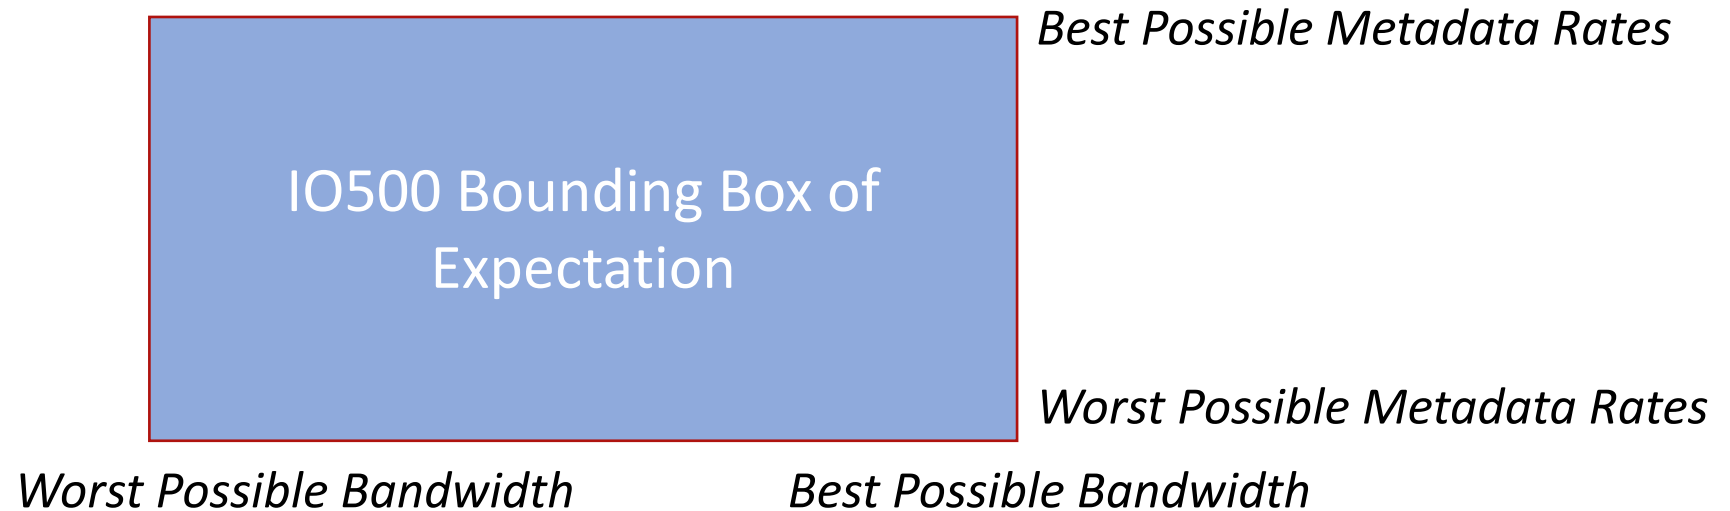 Best Possible Metadata Rates
IO500 Bounding Box of
Expectation
Worst Possible Metadata Rates
Worst Possible Bandwidth
Best Possible Bandwidth